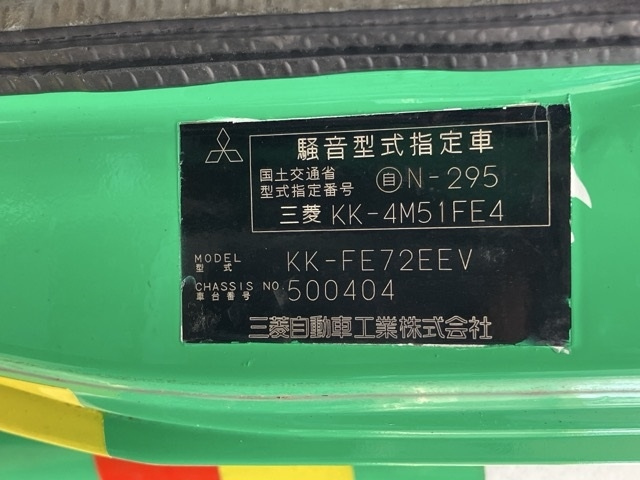 騒音型式指定車
国土交通省
型式指定番号 自N-295
三菱 KK-4M51FE4
MODEL
型式 KK-FE72EEV
CHASSIS NO.
車台番号 500404
三菱自動車工業株式会社